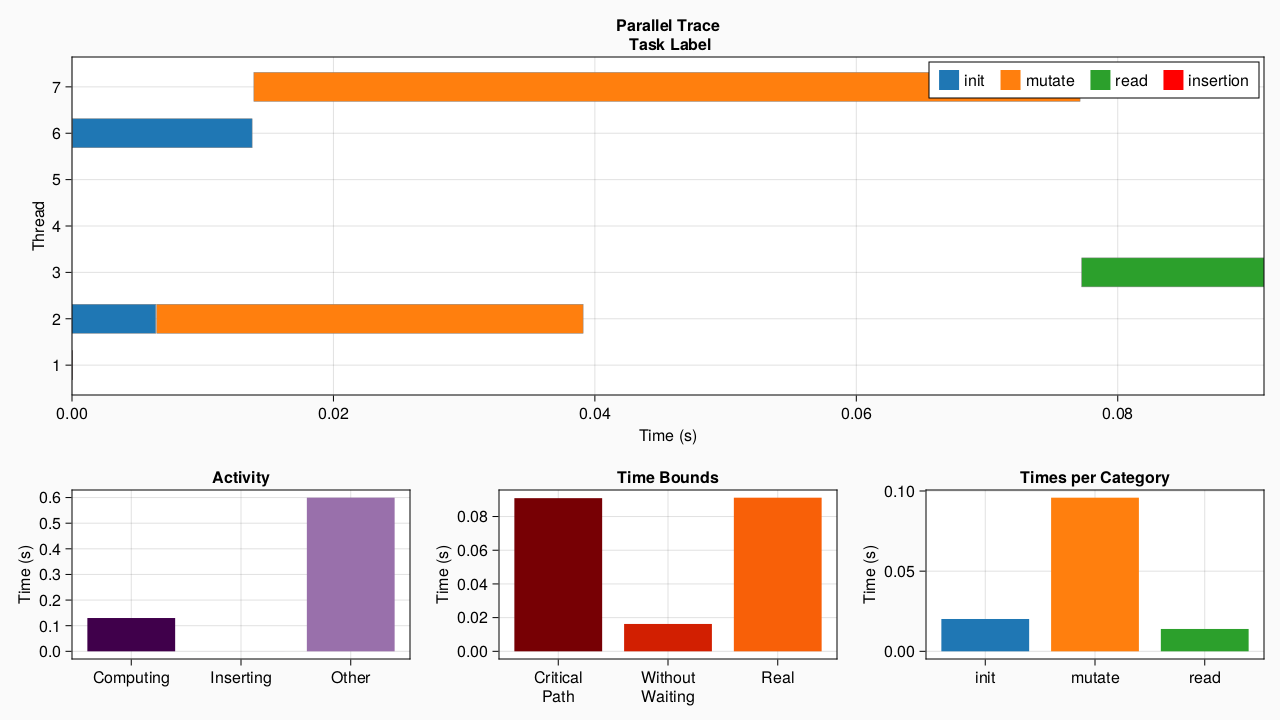 Parallel Trace
Task Label
init mutate read insertion
Thread
7
6
5
4
3
2
1
0.00 0.02 0.04 0.06 0.08
Time (s)
Activity
Time (s)
0.6
0.5
0.4
0.3
0.2
0.1
0.0
Computing Inserting Other
Time Bounds
Time (s)
0.08
0.06
0.04
0.02
0.00
Critical Path
Without Waiting
Real
Times per Category
Time (s)
0.10
0.05
0.00
init mutate read